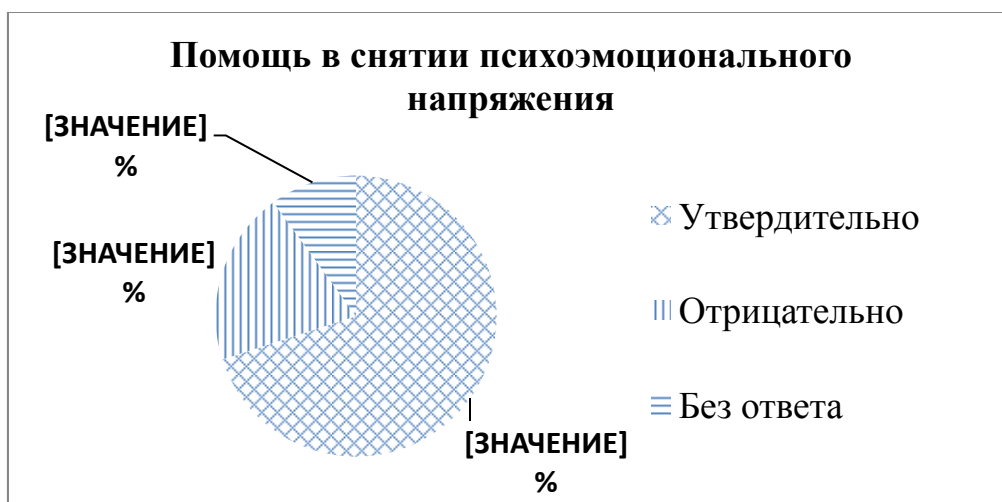 Помощь в снятии психоэмоционального
напряжения
[ЗНАЧЕНИЕ]
%
[ЗНАЧЕНИЕ]
%
[ЗНАЧЕНИЕ]
%
Утвердительно
Отрицательно
Без ответа